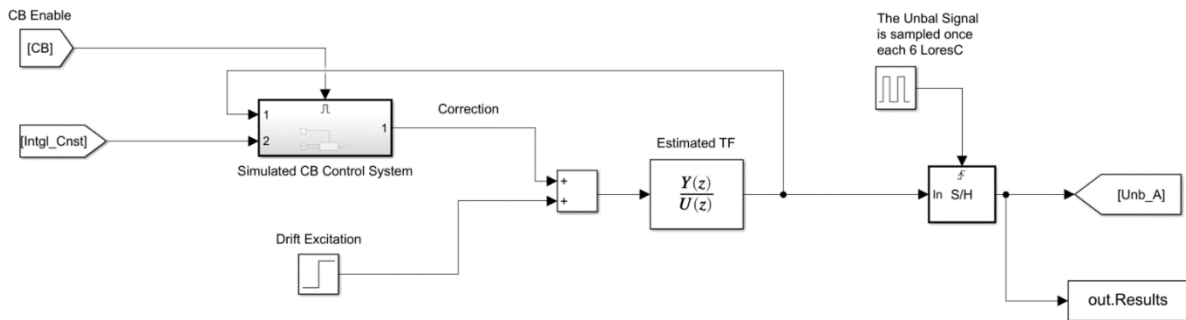 CB Enable
[CB]
The Unbal Signal
is sampled once
each 6 LoresC
1
2
1
Correction
[Intgl_Cnst]
Simulated CB Control System
Estimated TF
+
+
Y(z)
U(z)
In S/H
[Unb_A]
Drift Excitation
out.Results